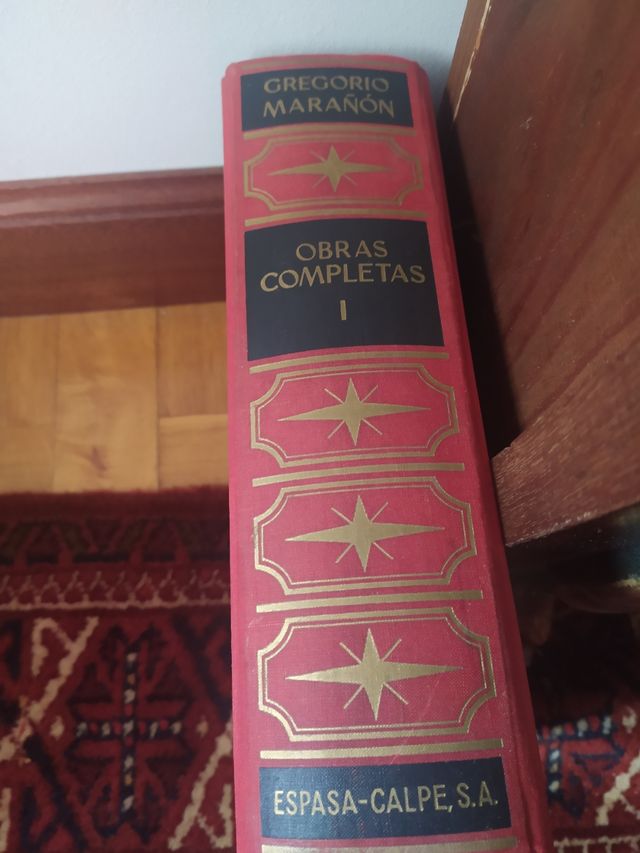 GREGORIO
MARAÑÓN
OBRAS
COMPLETAS
I
ESPASA-CALPE, S.A.